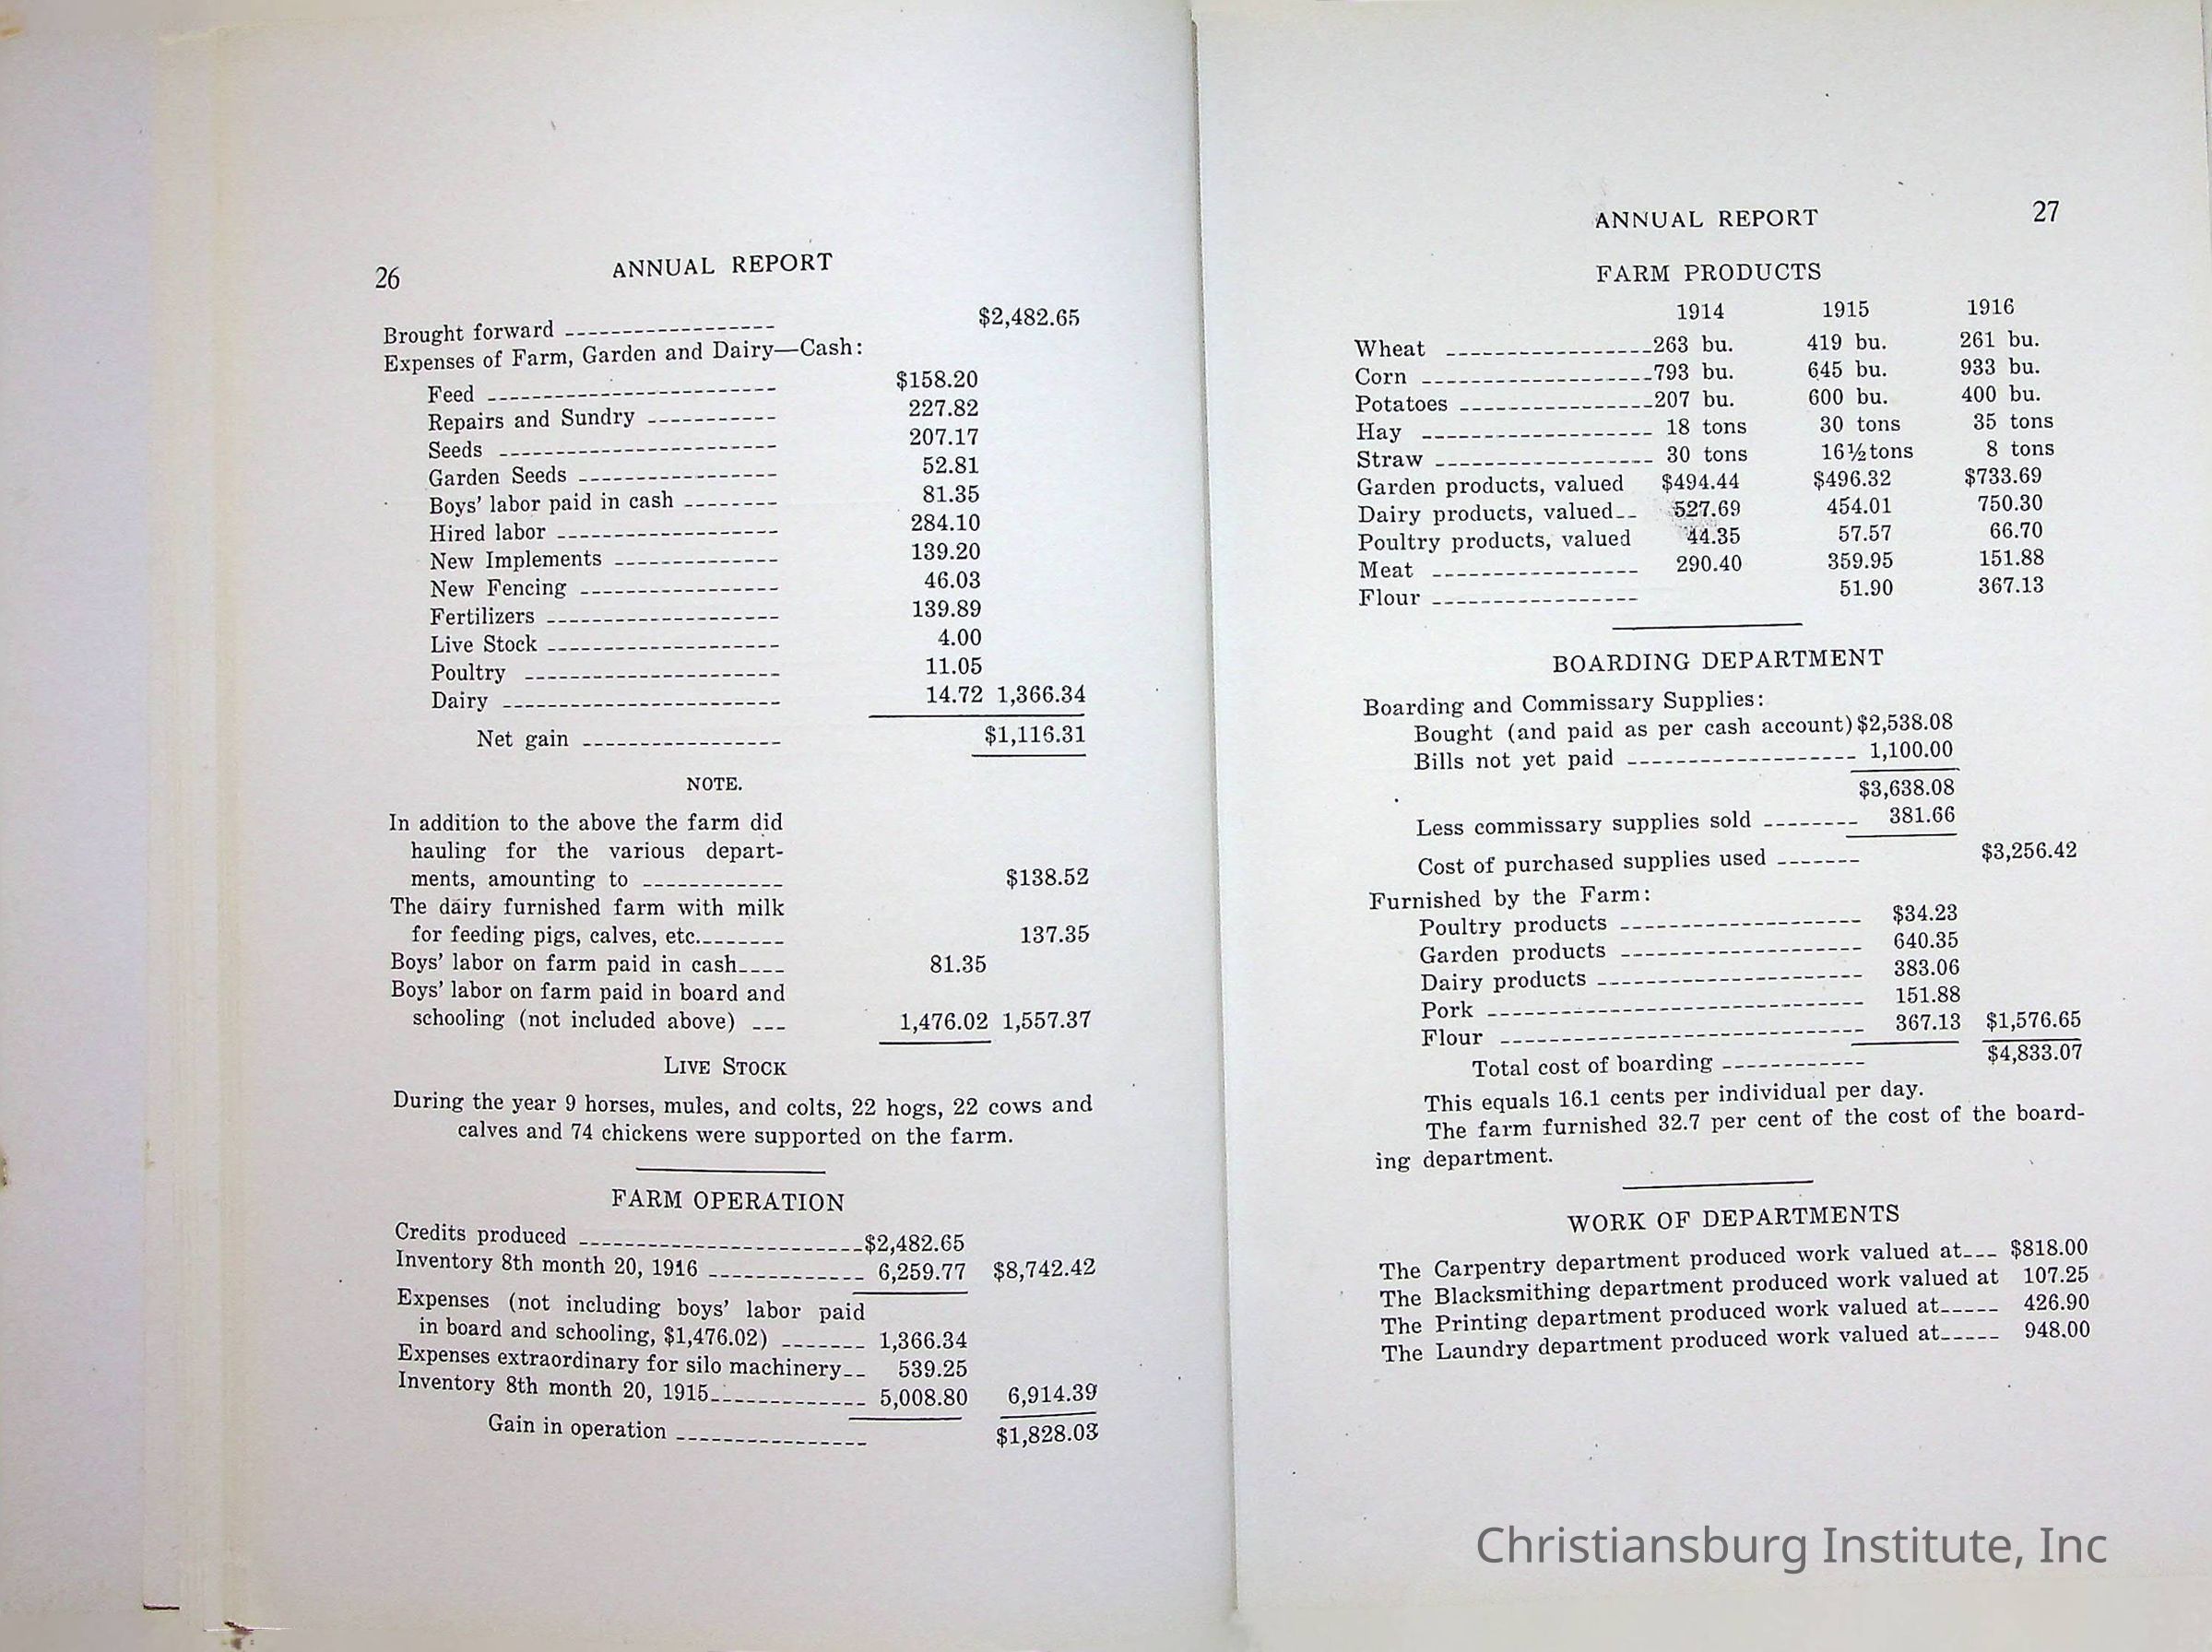 26 ANNUAL REPORT
Brought forward ------------------ $2,482.65
Expenses of Farm, Garden and Dairy—Cash:
Feed ------------------------ $158.20
Repairs and Sundry ----------- 227.82
Seeds ------------------------ 207.17
Garden Seeds ----------------- 52.81
Boys' labor paid in cash -------- 81.35
Hired labor ------------------- 284.10
New Implements -------------- 139.20
New Fencing ----------------- 46.03
Fertilizers -------------------- 139.89
Live Stock -------------------- 4.00
Poultry ---------------------- 11.05
Dairy ------------------------ 14.72 1,366.34
Net gain ----------------- $1,116.31
NOTE.
In addition to the above the farm did
hauling for the various depart-
ments, amounting to ------------ $138.52
The dairy furnished farm with milk
for feeding pigs, calves, etc.------- 137.35
Boys' labor on farm paid in cash---- 81.35
Boys' labor on farm paid in board and
schooling (not included above) --- 1,476.02 1,557.37
LIVE STOCK
During the year 9 horses, mules, and colts, 22 hogs, 22 cows and
calves and 74 chickens were supported on the farm.
FARM OPERATION
Credits produced ------------------------- $2,482.65
Inventory 8th month 20, 1916 -------------- 6,259.77 $8,742.42
Expenses (not including boys' labor paid
in board and schooling, $1,476.02) ------- 1,366.34
Expenses extraordinary for silo machinery-- 539.25
Inventory 8th month 20, 1915-------------- 5,008.80 6,914.39
Gain in operation ----------------- $1,828.03
ANNUAL REPORT 27
FARM PRODUCTS
1914 1915 1916
Wheat ------------------263 bu. 419 bu. 261 bu.
Corn --------------------793 bu. 645 bu. 933 bu.
Potatoes -----------------207 bu. 600 bu. 400 bu.
Hay -------------------- 18 tons 30 tons 35 tons
Straw ------------------- 30 tons 16½ tons 8 tons
Garden products, valued $494.44 $496.32 $733.69
Dairy products, valued-- 527.69 454.01 750.30
Poultry products, valued 44.35 57.57 66.70
Meat ------------------ 290.40 359.95 151.88
Flour ------------------ 51.90 367.13
BOARDING DEPARTMENT
Boarding and Commissary Supplies:
Bought (and paid as per cash account) $2,538.08
Bills not yet paid -------------------- 1,100.00
$3,638.08
Less commissary supplies sold -------- 381.66
Cost of purchased supplies used ------- $3,256.42
Furnished by the Farm:
Poultry products --------------------- $34.23
Garden products --------------------- 640.35
Dairy products ----------------------- 383.06
Pork --------------------------------- 151.88
Flour -------------------------------- 367.13 $1,576.65
Total cost of boarding ------------ $4,833.07
This equals 16.1 cents per individual per day.
The farm furnished 32.7 per cent of the cost of the board-
ing department.
WORK OF DEPARTMENTS
The Carpentry department produced work valued at--- $818.00
The Blacksmithing department produced work valued at 107.25
The Printing department produced work valued at----- 426.90
The Laundry department produced work valued at----- 948.00
Christiansburg Institute, Inc